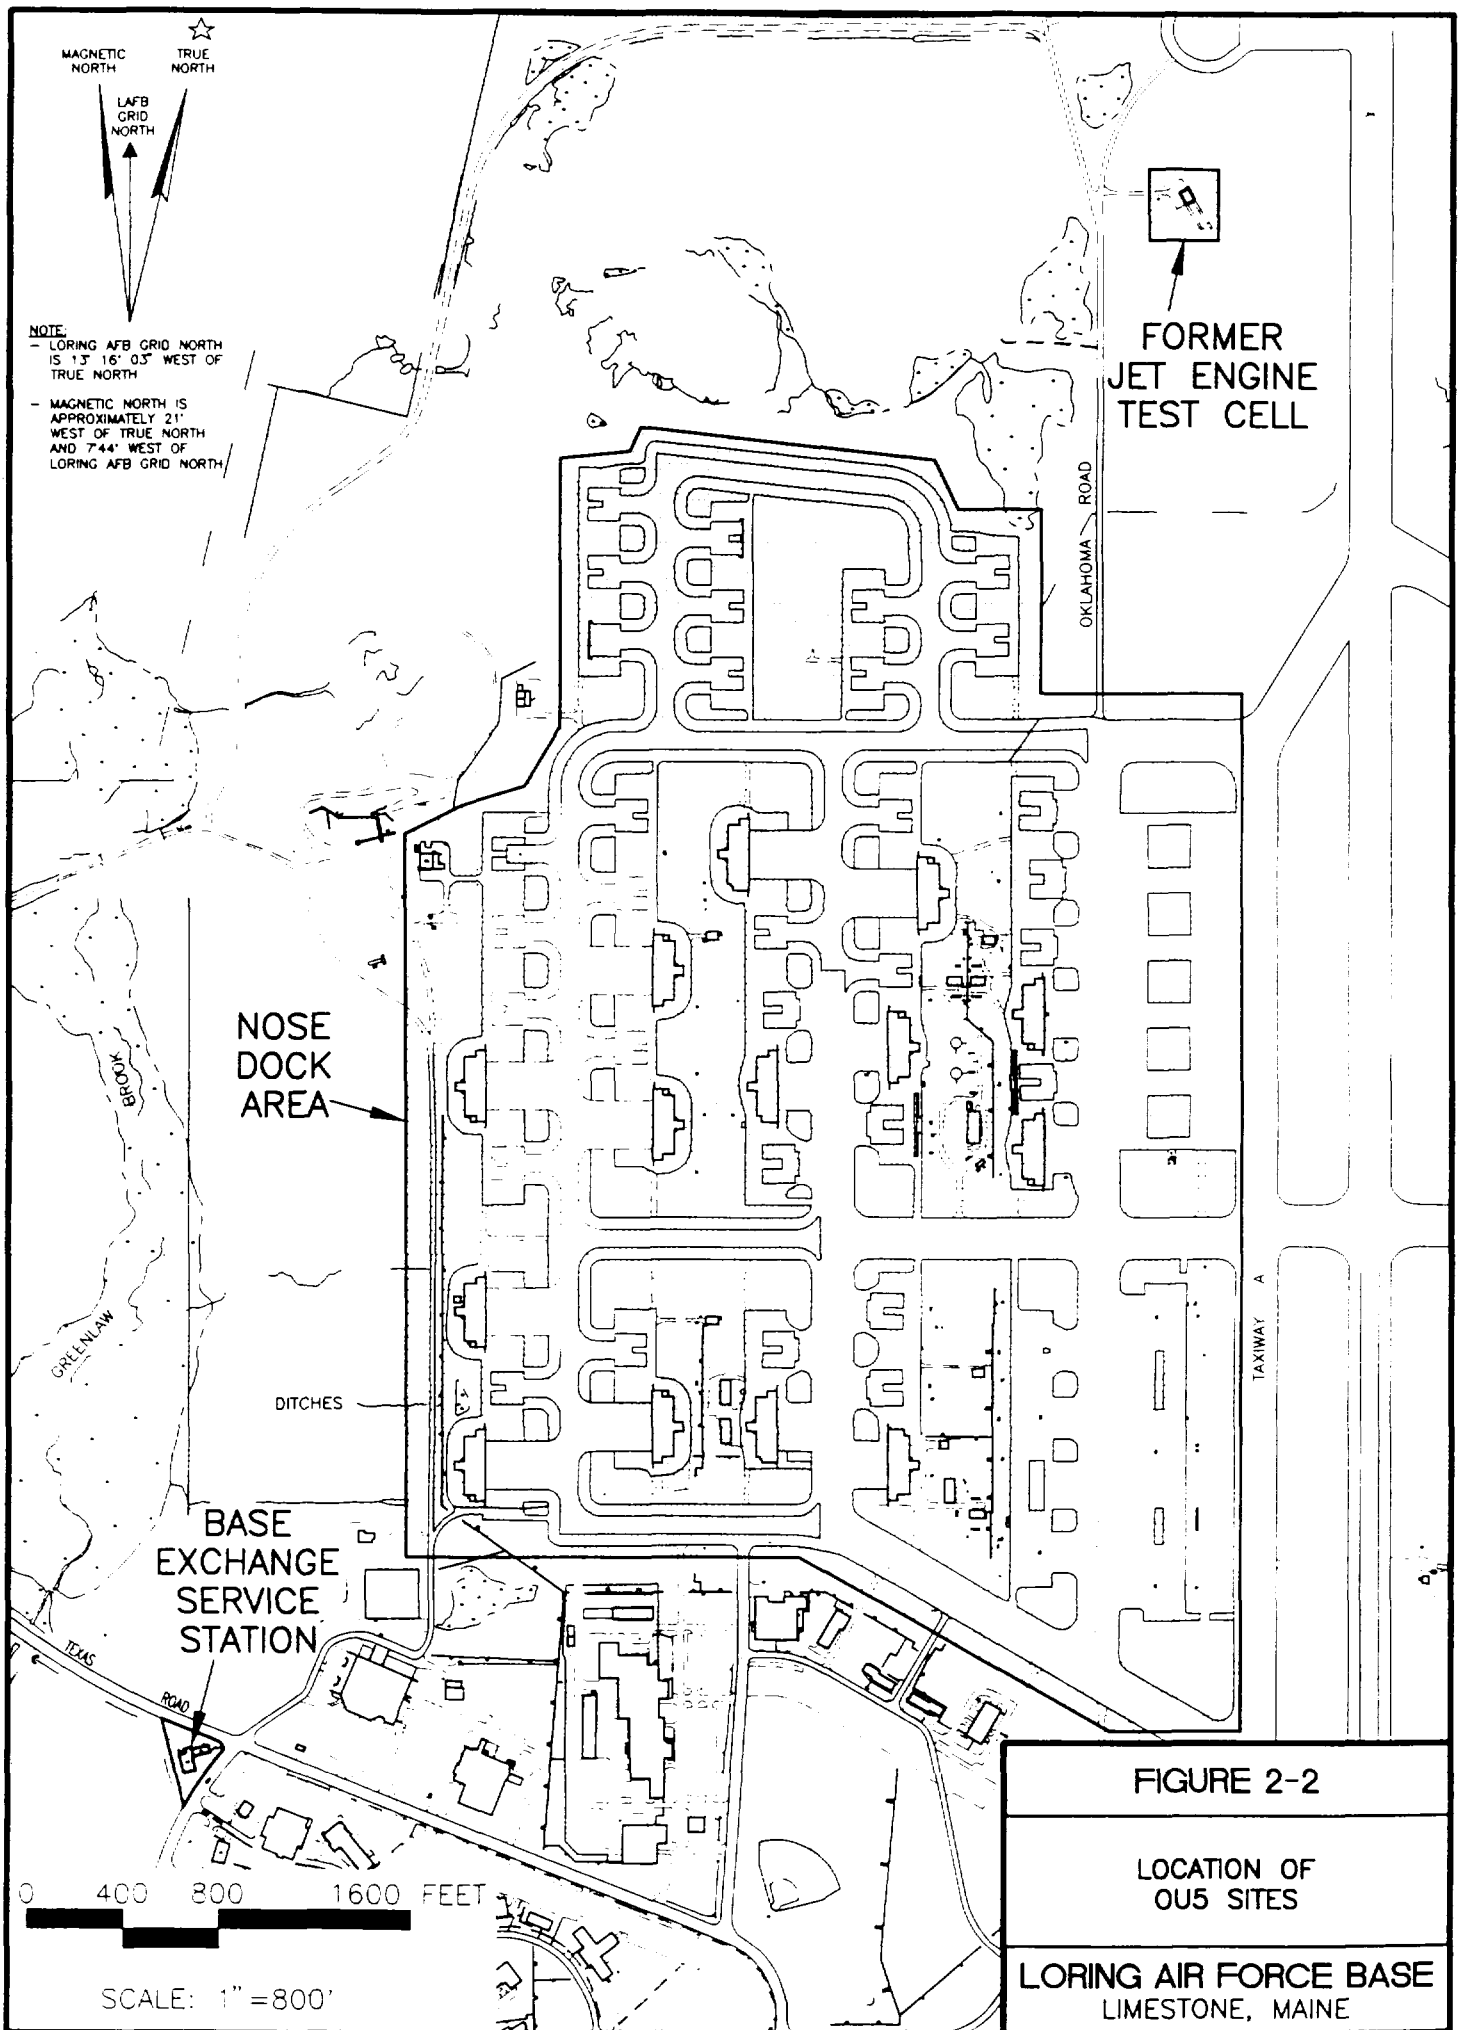 MAGNETIC
NORTH
TRUE
NORTH
LAFB
GRID
NORTH
NOTE:
- LORING AFB GRID NORTH
IS 13° 16' 03" WEST OF
TRUE NORTH
- MAGNETIC NORTH IS
APPROXIMATELY 21°
WEST OF TRUE NORTH
AND 7°44' WEST OF
LORING AFB GRID NORTH
FORMER
JET ENGINE
TEST CELL
OKLAHOMA ROAD
NOSE
DOCK
AREA
BROOK
GREENLAW
DITCHES
TAXIWAY A
BASE
EXCHANGE
SERVICE
STATION
TEXAS
ROAD
0 400 800 1600 FEET
SCALE: 1"=800'
FIGURE 2-2
LOCATION OF
OU5 SITES
LORING AIR FORCE BASE
LIMESTONE, MAINE